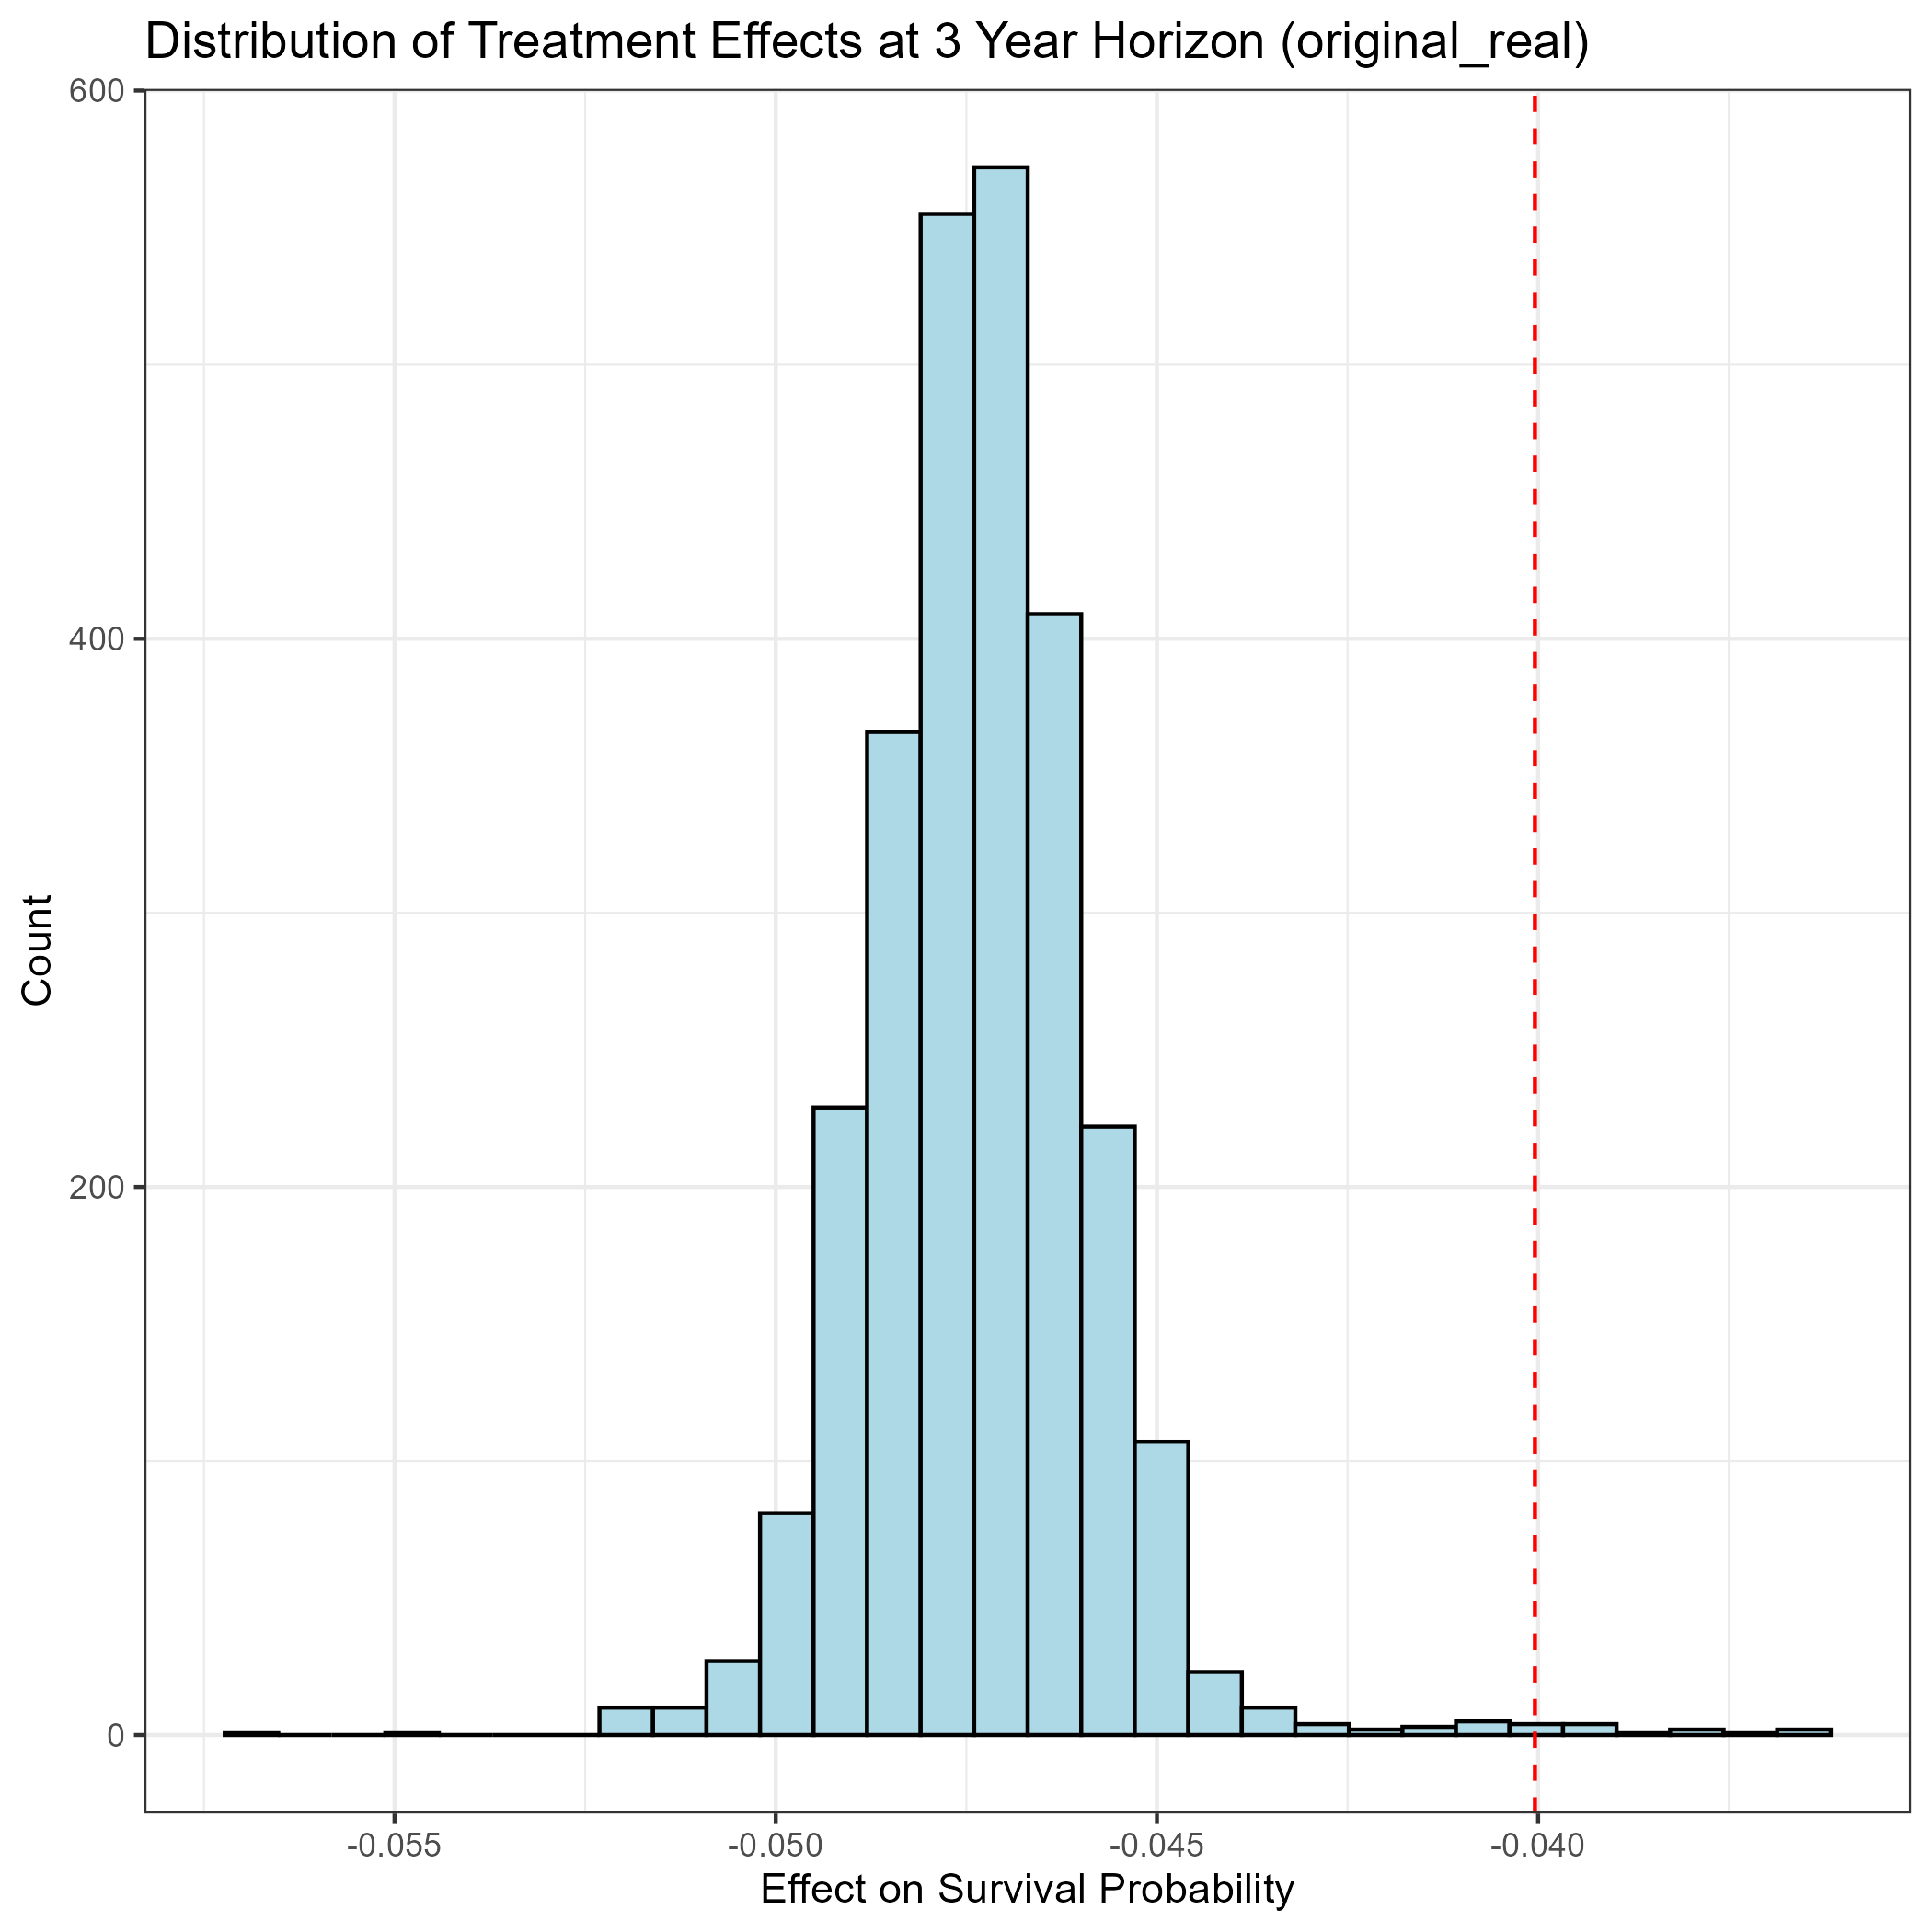 Distribution of Treatment Effects at 3 Year Horizon (original_real)
600
400
200
0
Count
-0.055
-0.050
-0.045
-0.040
Effect on Survival Probability